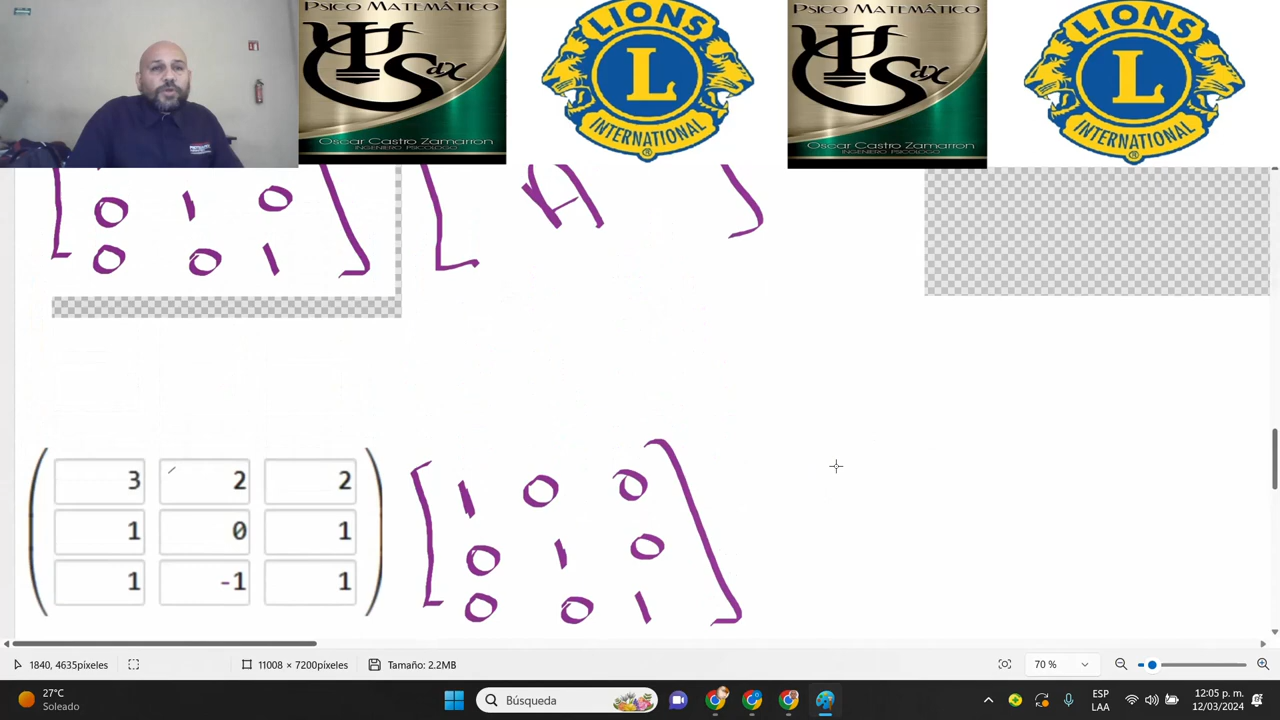 PSICO MATEMÁTICO
ax
Oscar Castro Zamarron
INGENIERO PSICOLOGO
LIONS
L
INTERNATIONAL
®
PSICO MATEMÁTICO
ax
Oscar Castro Zamarron
INGENIERO PSICOLOGO
LIONS
L
INTERNATIONAL
®
0 1 0
0 0 1
A
3 2 2
1 0 1
1 -1 1
1 0 0
0 1 0
0 0 1
1840, 4635píxeles
11008 × 7200píxeles
Tamaño: 2.2MB
70 %
27°C
Soleado
Búsqueda
ESP
LAA
12:05 p. m.
12/03/2024